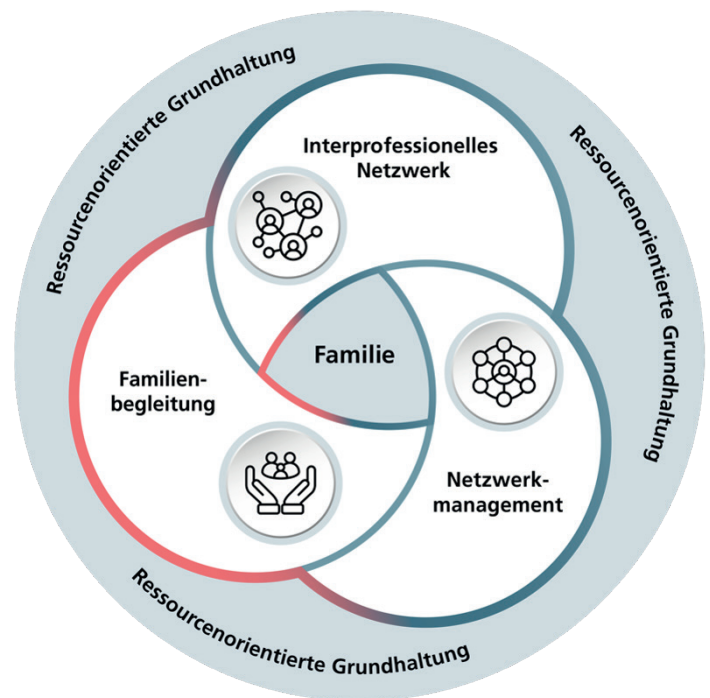 Ressourcenorientierte Grundhaltung
Ressourcenorientierte Grundhaltung
Interprofessionelles
Netzwerk
Familie
Familien-
begleitung
Netzwerk-
management
Ressourcenorientierte Grundhaltung